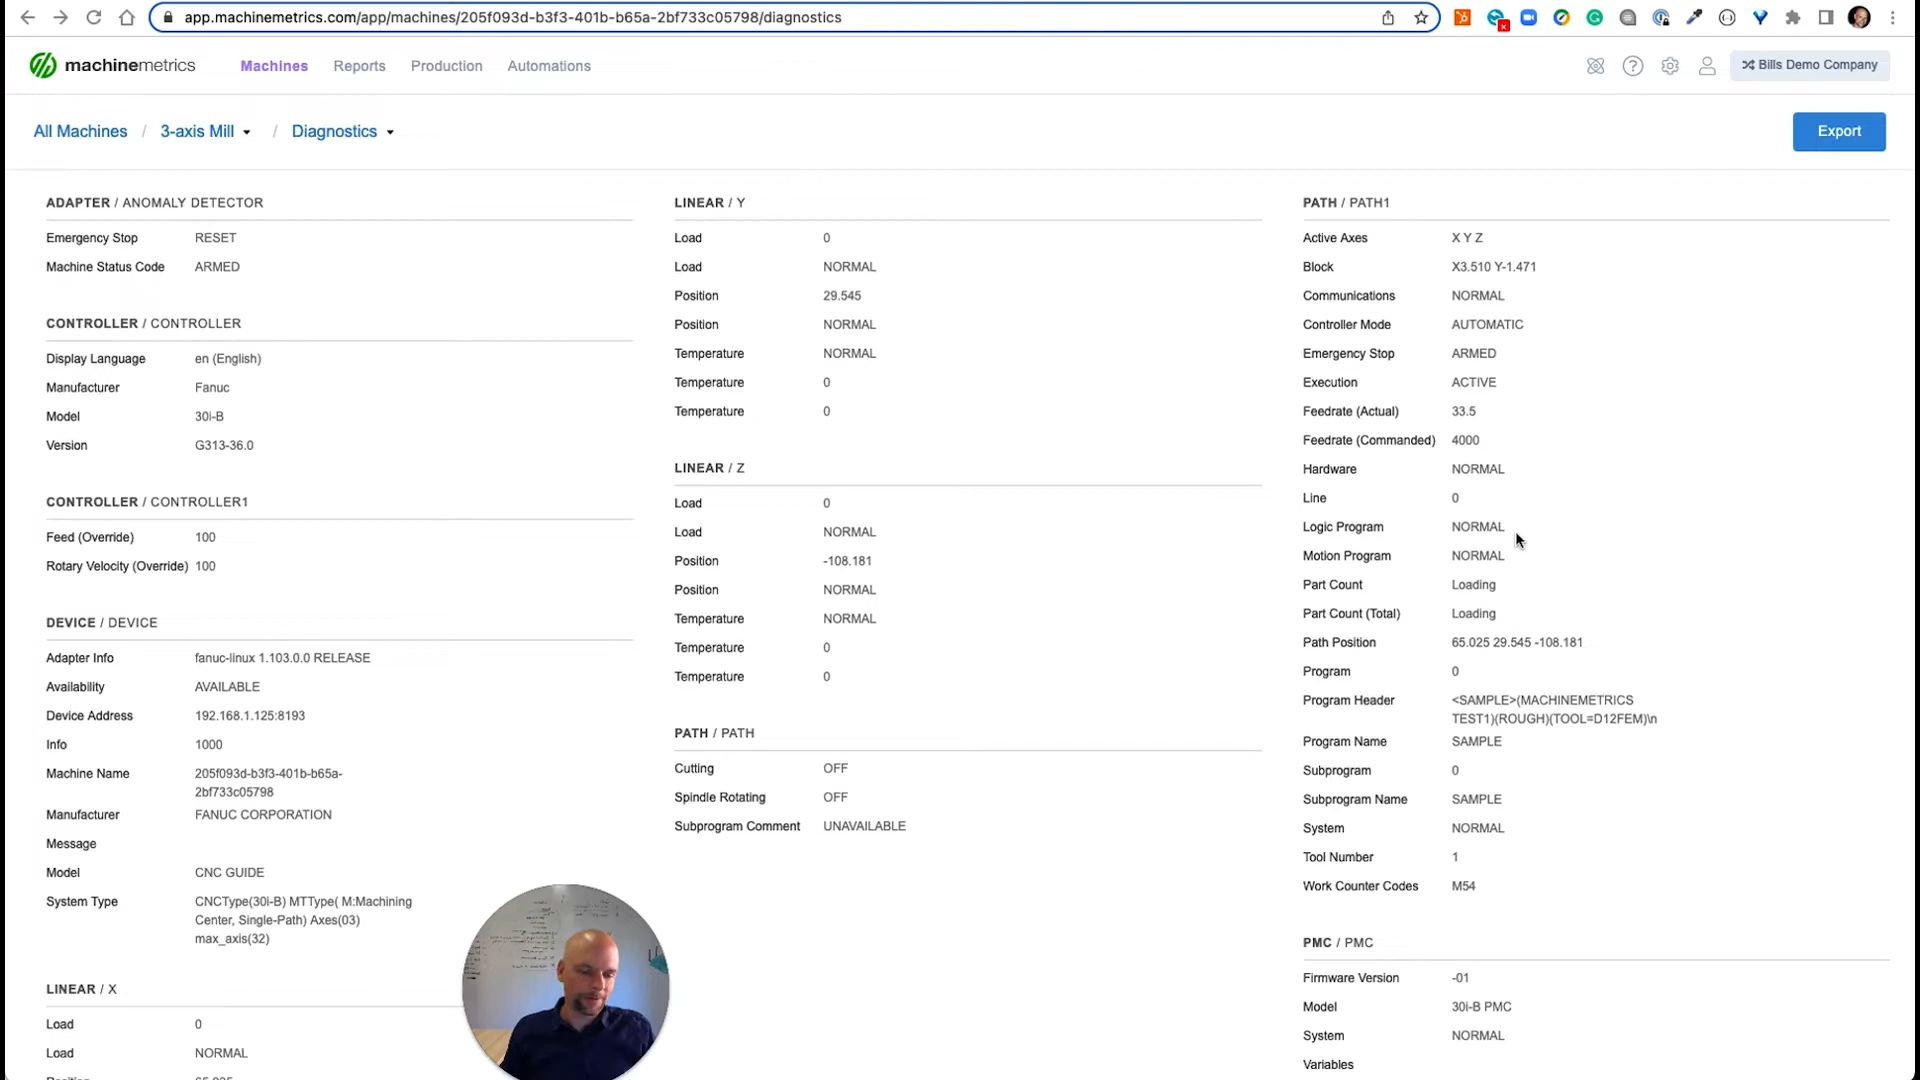 app.machinemetrics.com/app/machines/205f093d-b3f3-401b-b65a-2bf733c05798/diagnostics
machinemetrics
Machines
Reports
Production
Automations
Bills Demo Company
All Machines / 3-axis Mill / Diagnostics
Export
ADAPTER / ANOMALY DETECTOR
Emergency Stop RESET
Machine Status Code ARMED
CONTROLLER / CONTROLLER
Display Language en (English)
Manufacturer Fanuc
Model 30i-B
Version G313-36.0
CONTROLLER / CONTROLLER1
Feed (Override) 100
Rotary Velocity (Override) 100
DEVICE / DEVICE
Adapter Info fanuc-linux 1.103.0.0 RELEASE
Availability AVAILABLE
Device Address 192.168.1.125:8193
Info 1000
Machine Name 205f093d-b3f3-401b-b65a-
2bf733c05798
Manufacturer FANUC CORPORATION
Message
Model CNC GUIDE
System Type CNCType(30i-B) MTType( M:Machining
Center, Single-Path) Axes(03)
max_axis(32)
LINEAR / X
Load 0
Load NORMAL
LINEAR / Y
Load 0
Load NORMAL
Position 29.545
Position NORMAL
Temperature NORMAL
Temperature 0
Temperature 0
LINEAR / Z
Load 0
Load NORMAL
Position -108.181
Position NORMAL
Temperature NORMAL
Temperature 0
Temperature 0
PATH / PATH
Cutting OFF
Spindle Rotating OFF
Subprogram Comment UNAVAILABLE
PATH / PATH1
Active Axes X Y Z
Block X3.510 Y-1.471
Communications NORMAL
Controller Mode AUTOMATIC
Emergency Stop ARMED
Execution ACTIVE
Feedrate (Actual) 33.5
Feedrate (Commanded) 4000
Hardware NORMAL
Line 0
Logic Program NORMAL
Motion Program NORMAL
Part Count Loading
Part Count (Total) Loading
Path Position 65.025 29.545 -108.181
Program 0
Program Header <SAMPLE>(MACHINEMETRICS
TEST1)(ROUGH)(TOOL=D12FEM)\n
Program Name SAMPLE
Subprogram 0
Subprogram Name SAMPLE
System NORMAL
Tool Number 1
Work Counter Codes M54
PMC / PMC
Firmware Version -01
Model 30i-B PMC
System NORMAL
Variables